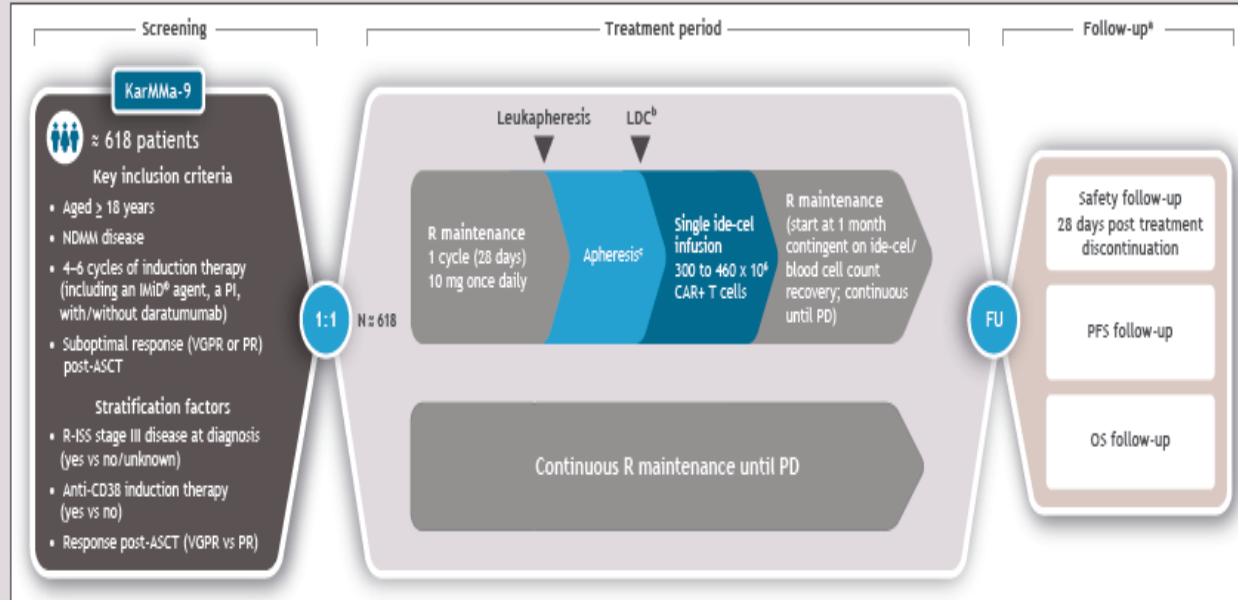 Screening
Treatment period
Follow-upᵃ
KarMMa-9
≈ 618 patients
Key inclusion criteria
• Aged ≥ 18 years
• NDMM disease
• 4–6 cycles of induction therapy
(including an IMiD® agent, a PI,
with/without daratumumab)
• Suboptimal response (VGPR or PR)
post-ASCT
Stratification factors
• R-ISS stage III disease at diagnosis
(yes vs no/unknown)
• Anti-CD38 induction therapy
(yes vs no)
• Response post-ASCT (VGPR vs PR)
1:1
N ≈ 618
Leukapheresis
LDCᵇ
R maintenance
1 cycle (28 days)
10 mg once daily
Apheresisᶜ
Single ide-cel
infusion
300 to 460 x 10⁶
CAR+ T cells
R maintenance
(start at 1 month
contingent on ide-cel/
blood cell count
recovery; continuous
until PD)
Continuous R maintenance until PD
FU
Safety follow-up
28 days post treatment
discontinuation
PFS follow-up
OS follow-up